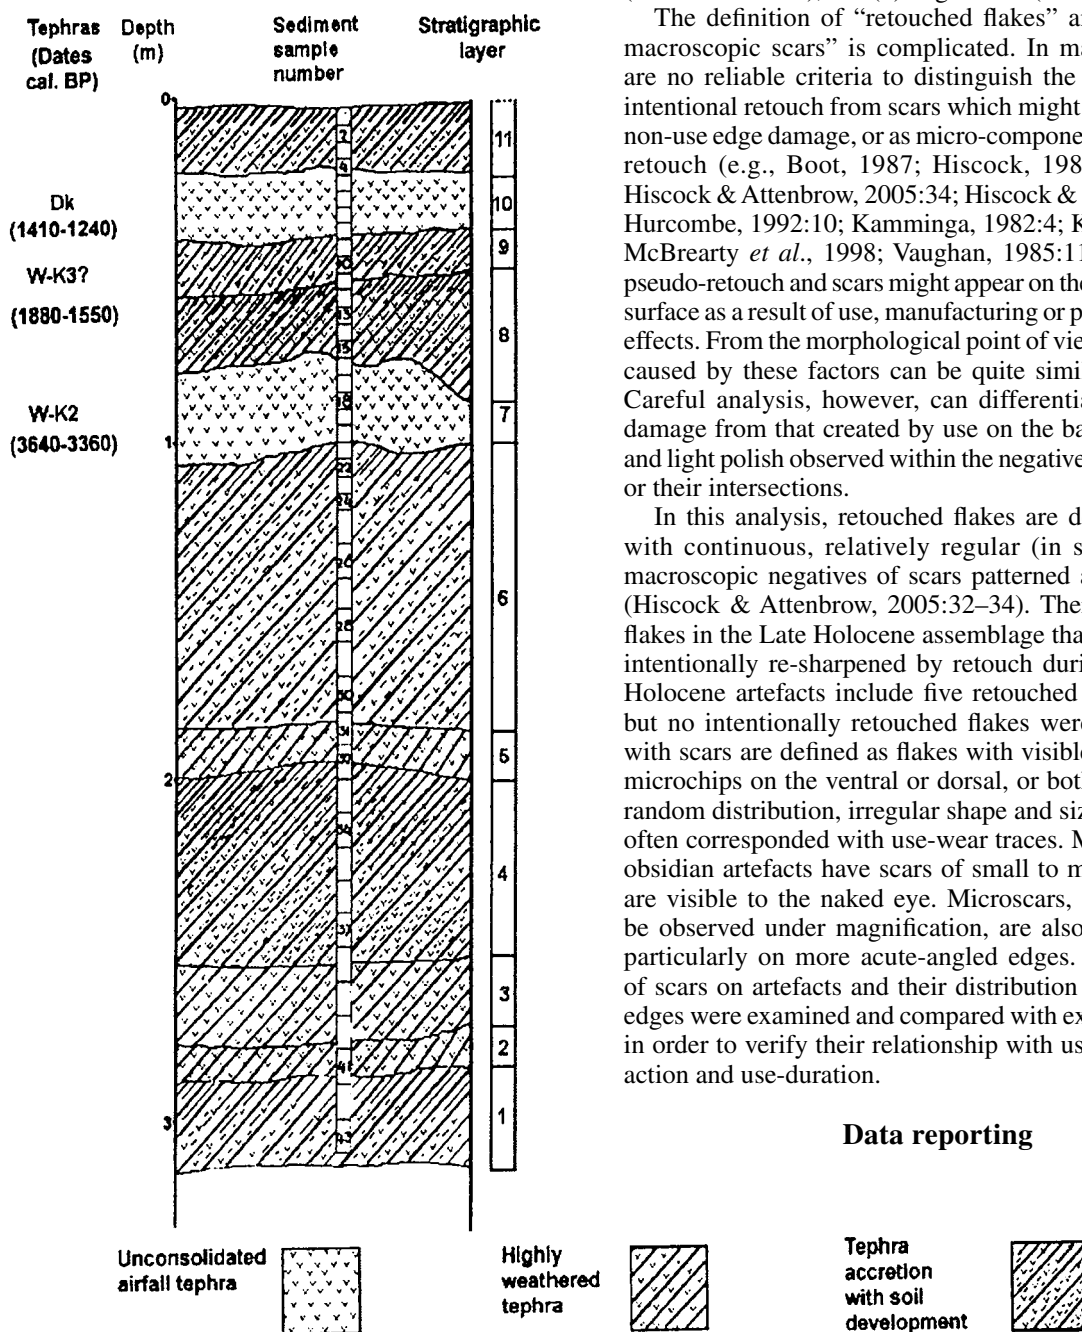 Tephras
(Dates
cal. BP)
Depth
(m)
Sediment
sample
number
Stratigraphic
layer
0
1
2
3
Dk
(1410-1240)
W-K3?
(1880-1550)
W-K2
(3640-3360)
4
13
15
18
22
24
28
30
31
41
43
11
10
9
8
7
6
5
4
3
2
1
Unconsolidated
airfall tephra
Highly
weathered
tephra
Tephra
accretion
with soil
development
The definition of “retouched flakes” a
macroscopic scars” is complicated. In ma
are no reliable criteria to distinguish the
intentional retouch from scars which might
non-use edge damage, or as micro-compone
retouch (e.g., Boot, 1987; Hiscock, 198
Hiscock & Attenbrow, 2005:34; Hiscock &
Hurcombe, 1992:10; Kamminga, 1982:4; K
McBrearty et al., 1998; Vaughan, 1985:11
pseudo-retouch and scars might appear on the
surface as a result of use, manufacturing or p
effects. From the morphological point of vie
caused by these factors can be quite simi
Careful analysis, however, can differentia
damage from that created by use on the ba
and light polish observed within the negative
or their intersections.
In this analysis, retouched flakes are d
with continuous, relatively regular (in s
macroscopic negatives of scars patterned a
(Hiscock & Attenbrow, 2005:32–34). The
flakes in the Late Holocene assemblage tha
intentionally re-sharpened by retouch duri
Holocene artefacts include five retouched
but no intentionally retouched flakes were
with scars are defined as flakes with visible
microchips on the ventral or dorsal, or both
random distribution, irregular shape and siz
often corresponded with use-wear traces. M
obsidian artefacts have scars of small to m
are visible to the naked eye. Microscars,
be observed under magnification, are also
particularly on more acute-angled edges.
of scars on artefacts and their distribution
edges were examined and compared with ex
in order to verify their relationship with us
action and use-duration.
Data reporting